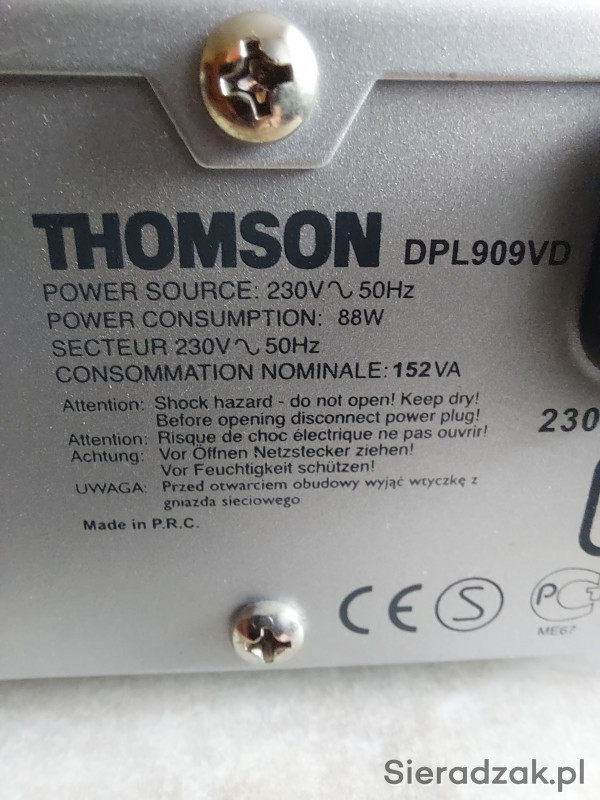 THOMSON DPL909VD
POWER SOURCE: 230V∿ 50Hz
POWER CONSUMPTION: 88W
SECTEUR 230V∿ 50Hz
CONSOMMATION NOMINALE: 152VA
Attention: Shock hazard - do not open! Keep dry!
Before opening disconnect power plug!
Attention: Risque de choc électrique ne pas ouvrir!
Achtung: Vor Öffnen Netzstecker ziehen!
Vor Feuchtigkeit schützen!
UWAGA: Przed otwarciem obudowy wyjąć wtyczkę z
gniazda sieciowego
Made in P.R.C.
230
CE S PC
ME67
Sieradzak.pl